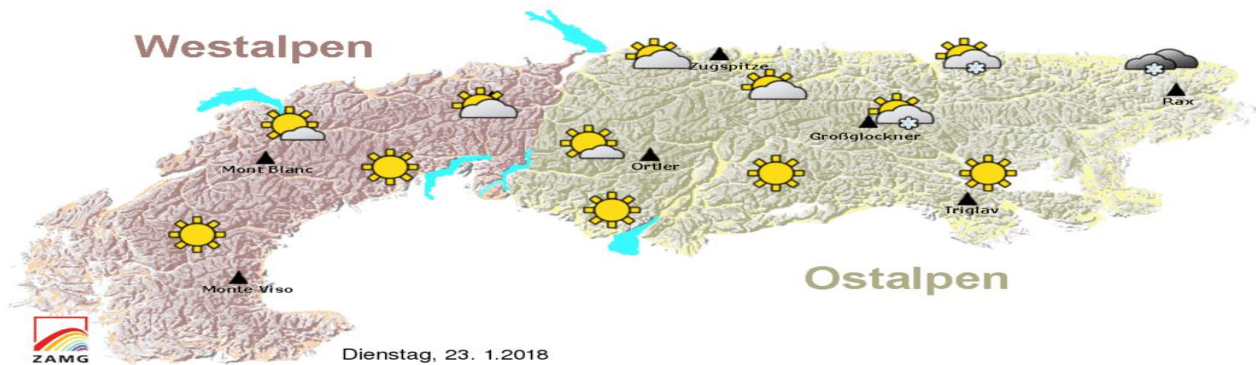 Westalpen
Zugspitze
Rax
Großglockner
Mont Blanc
Ortler
Triglav
Monte Viso
Ostalpen
ZAMG
Dienstag, 23. 1.2018